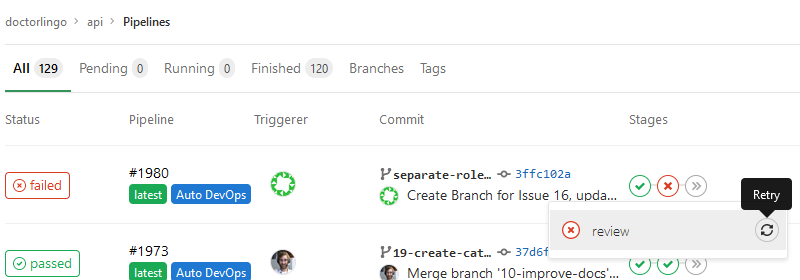 doctorlingo > api > Pipelines
All 129 Pending 0 Running 0 Finished 120 Branches Tags
Status Pipeline Triggerer Commit Stages
#1980 separate-role… 3ffc102a
failed latest Auto DevOps Create Branch for Issue 16, upda…
Retry
review
#1973 19-create-cat…
passed latest Auto DevOps Merge branch '10-improve-docs'…